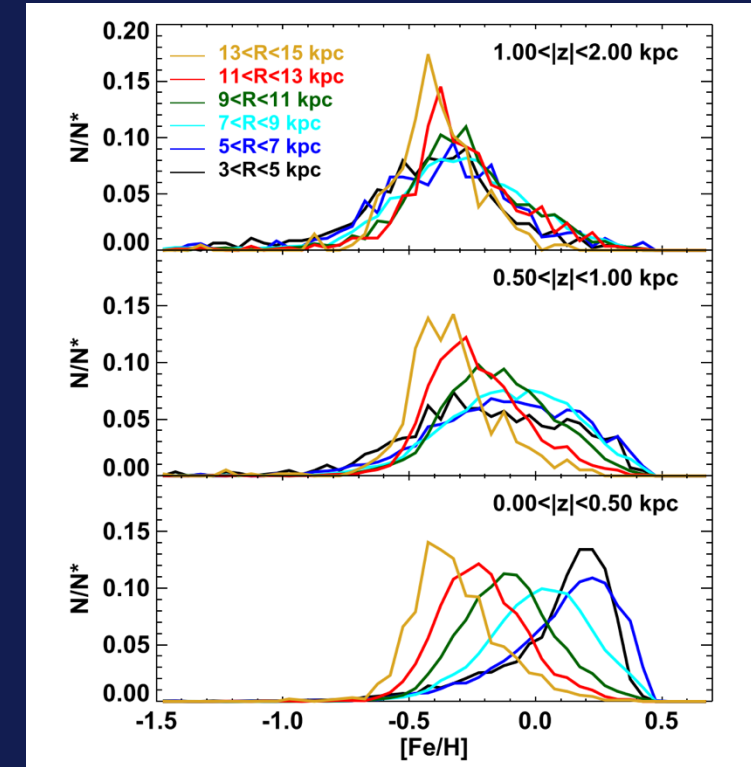 0.20
0.15
0.10
0.05
0.00
N/N*
13<R<15 kpc
11<R<13 kpc
9<R<11 kpc
7<R<9 kpc
5<R<7 kpc
3<R<5 kpc
1.00<|z|<2.00 kpc
0.15
0.10
0.05
0.00
N/N*
0.50<|z|<1.00 kpc
0.15
0.10
0.05
0.00
N/N*
0.00<|z|<0.50 kpc
-1.5 -1.0 -0.5 0.0 0.5
[Fe/H]